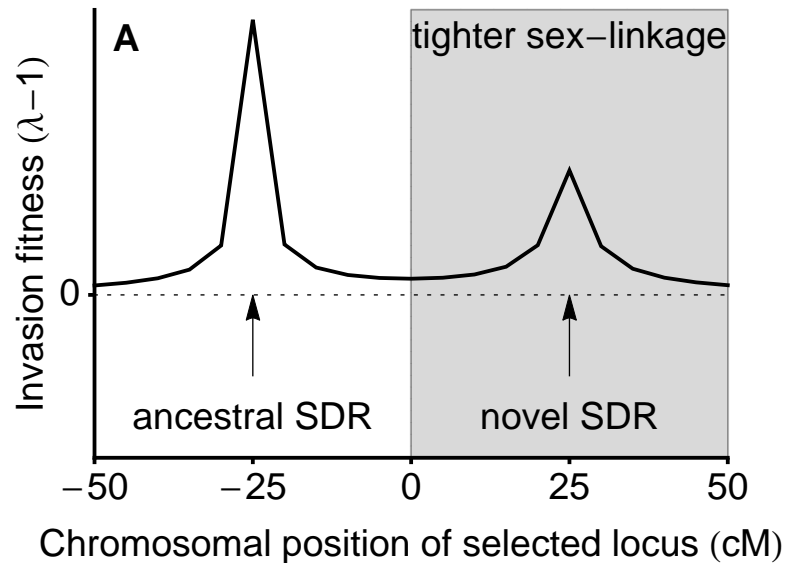 A
tighter sex−linkage
Invasion fitness (λ−1)
0
ancestral SDR
novel SDR
−50
−25
0
25
50
Chromosomal position of selected locus (cM)